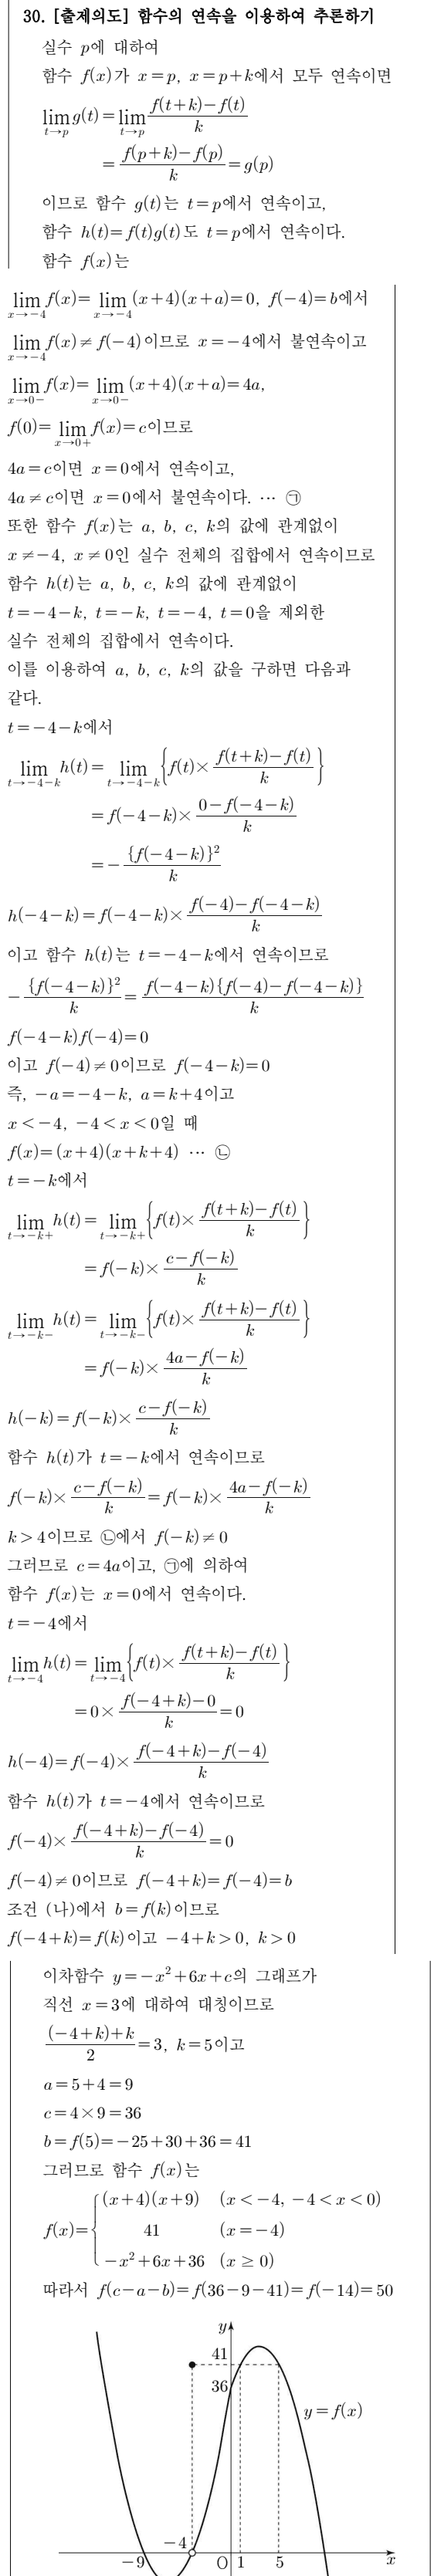 30. [출제의도] 함수의 연속을 이용하여 추론하기
실수 p에 대하여
함수 f(x)가 x=p, x=p+k에서 모두 연속이면
lim_{t→p} g(t) = lim_{t→p} \frac{f(t+k)-f(t)}{k}
= \frac{f(p+k)-f(p)}{k} = g(p)
이므로 함수 g(t)는 t=p에서 연속이고,
함수 h(t)=f(t)g(t)도 t=p에서 연속이다.
함수 f(x)는
lim_{x→-4} f(x) = lim_{x→-4} (x+4)(x+a)=0, f(-4)=b에서
lim_{x→-4} f(x) ≠ f(-4)이므로 x=-4에서 불연속이고
lim_{x→0-} f(x) = lim_{x→0-} (x+4)(x+a)=4a,
f(0) = lim_{x→0+} f(x) = c이므로
4a=c이면 x=0에서 연속이고,
4a≠c이면 x=0에서 불연속이다. ⋯ ㉠
또한 함수 f(x)는 a, b, c, k의 값에 관계없이
x≠-4, x≠0인 실수 전체의 집합에서 연속이므로
함수 h(t)는 a, b, c, k의 값에 관계없이
t=-4-k, t=-k, t=-4, t=0을 제외한
실수 전체의 집합에서 연속이다.
이를 이용하여 a, b, c, k의 값을 구하면 다음과
같다.
t=-4-k에서
lim_{t→-4-k} h(t) = lim_{t→-4-k} {f(t)× \frac{f(t+k)-f(t)}{k}}
= f(-4-k)× \frac{0-f(-4-k)}{k}
= -\frac{{f(-4-k)}²}{k}
h(-4-k)=f(-4-k)× \frac{f(-4)-f(-4-k)}{k}
이고 함수 h(t)는 t=-4-k에서 연속이므로
-\frac{{f(-4-k)}²}{k} = \frac{f(-4-k){f(-4)-f(-4-k)}}{k}
f(-4-k)f(-4)=0
이고 f(-4)≠0이므로 f(-4-k)=0
즉, -a=-4-k, a=k+4이고
x<-4, -4<x<0일 때
f(x)=(x+4)(x+k+4) ⋯ ㉡
t=-k에서
lim_{t→-k+} h(t) = lim_{t→-k+} {f(t)× \frac{f(t+k)-f(t)}{k}}
= f(-k)× \frac{c-f(-k)}{k}
lim_{t→-k-} h(t) = lim_{t→-k-} {f(t)× \frac{f(t+k)-f(t)}{k}}
= f(-k)× \frac{4a-f(-k)}{k}
h(-k)=f(-k)× \frac{c-f(-k)}{k}
함수 h(t)가 t=-k에서 연속이므로
f(-k)× \frac{c-f(-k)}{k} = f(-k)× \frac{4a-f(-k)}{k}
k>4이므로 ㉡에서 f(-k)≠0
그러므로 c=4a이고, ㉠에 의하여
함수 f(x)는 x=0에서 연속이다.
t=-4에서
lim_{t→-4} h(t) = lim_{t→-4} {f(t)× \frac{f(t+k)-f(t)}{k}}
= 0× \frac{f(-4+k)-0}{k} = 0
h(-4)=f(-4)× \frac{f(-4+k)-f(-4)}{k}
함수 h(t)가 t=-4에서 연속이므로
f(-4)× \frac{f(-4+k)-f(-4)}{k} = 0
f(-4)≠0이므로 f(-4+k)=f(-4)=b
조건 (나)에서 b=f(k)이므로
f(-4+k)=f(k)이고 -4+k>0, k>0
이차함수 y=-x²+6x+c의 그래프가
직선 x=3에 대하여 대칭이므로
\frac{(-4+k)+k}{2}=3, k=5이고
a=5+4=9
c=4×9=36
b=f(5)=-25+30+36=41
그러므로 함수 f(x)는
f(x)= { (x+4)(x+9) (x<-4, -4<x<0)
41 (x=-4)
-x²+6x+36 (x≥0)
따라서 f(c-a-b)=f(36-9-41)=f(-14)=50
y
41
36
y=f(x)
-4
-9 O 1 5 x